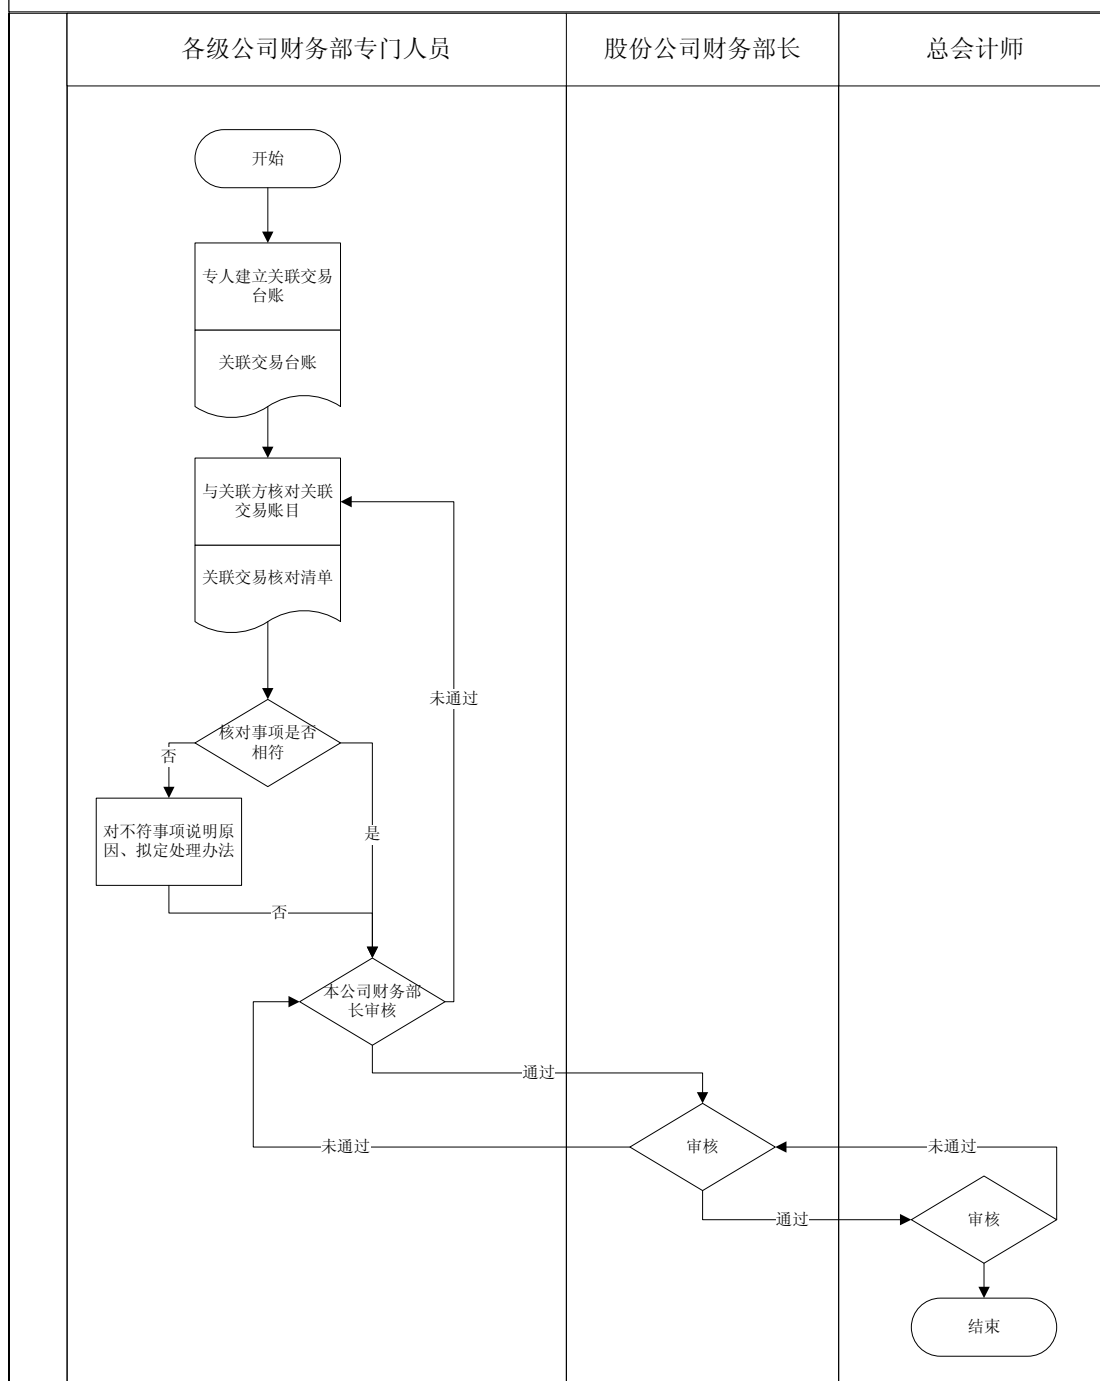 各级公司财务部专门人员
股份公司财务部长
总会计师
开始
专人建立关联交易
台账
关联交易台账
与关联方核对关联
交易账目
关联交易核对清单
未通过
核对事项是否
相符
否
对不符事项说明原
因、拟定处理办法
是
否
本公司财务部
长审核
通过
未通过
审核
未通过
通过
审核
结束